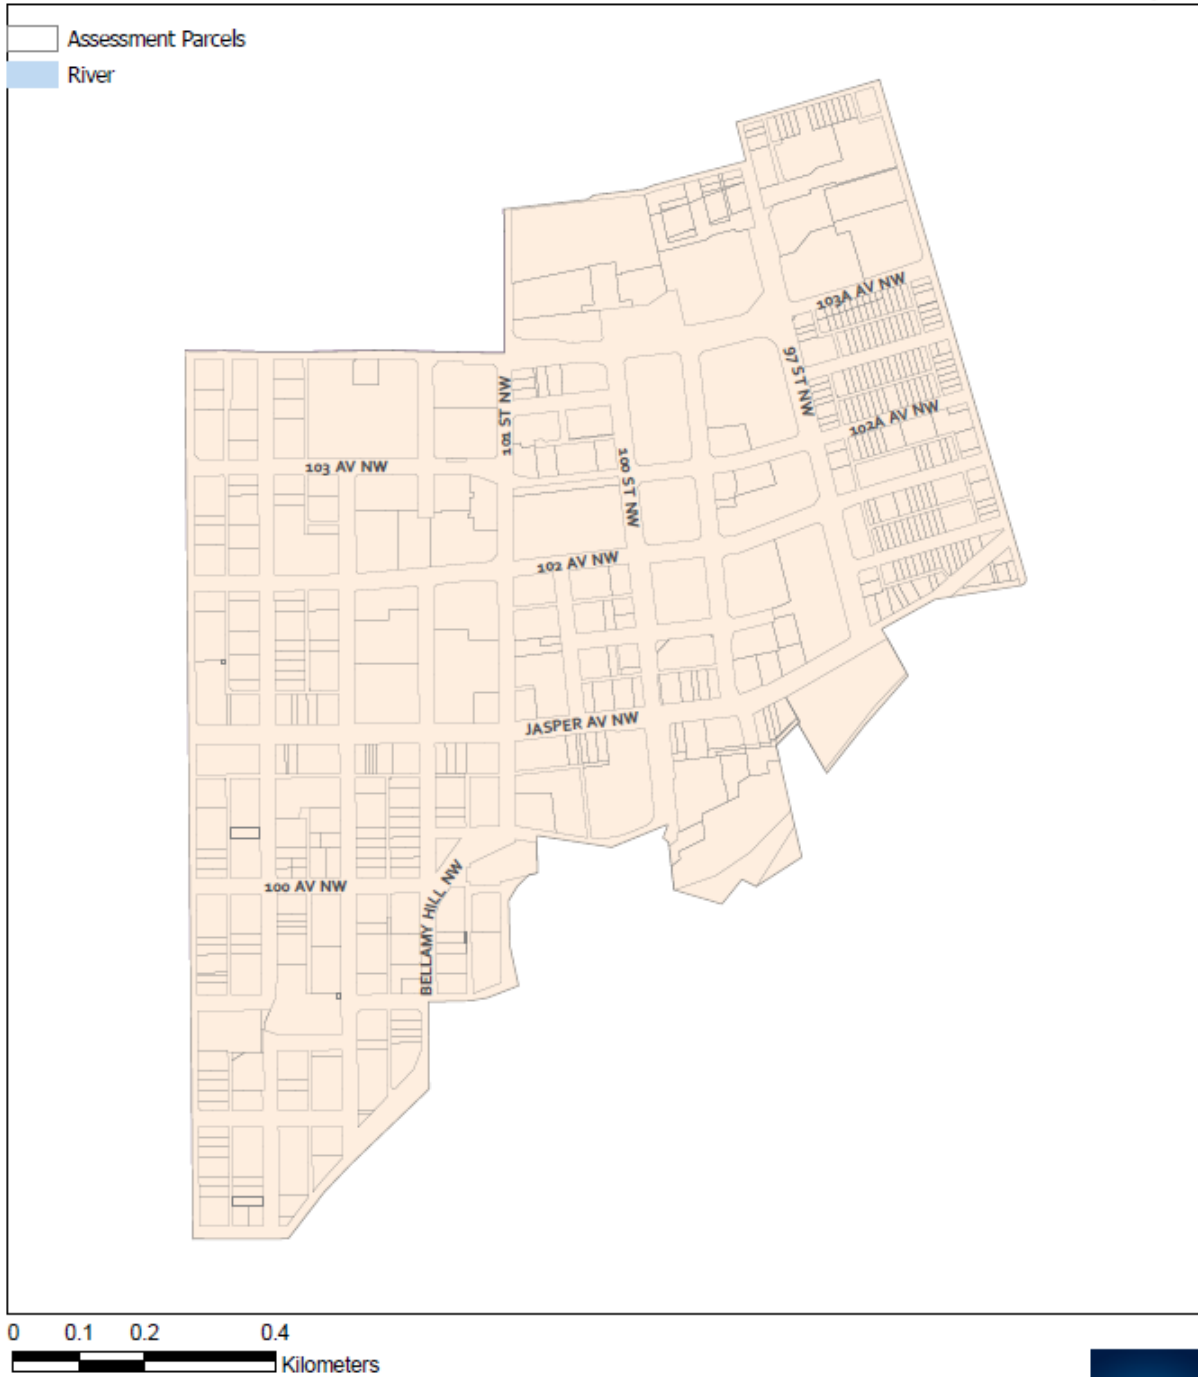 Assessment Parcels
River
103A AV NW
97 ST NW
101 ST NW
102A AV NW
103 AV NW
100 ST NW
102 AV NW
JASPER AV NW
100 AV NW
BELLAMY HILL NW
0 0.1 0.2 0.4
Kilometers